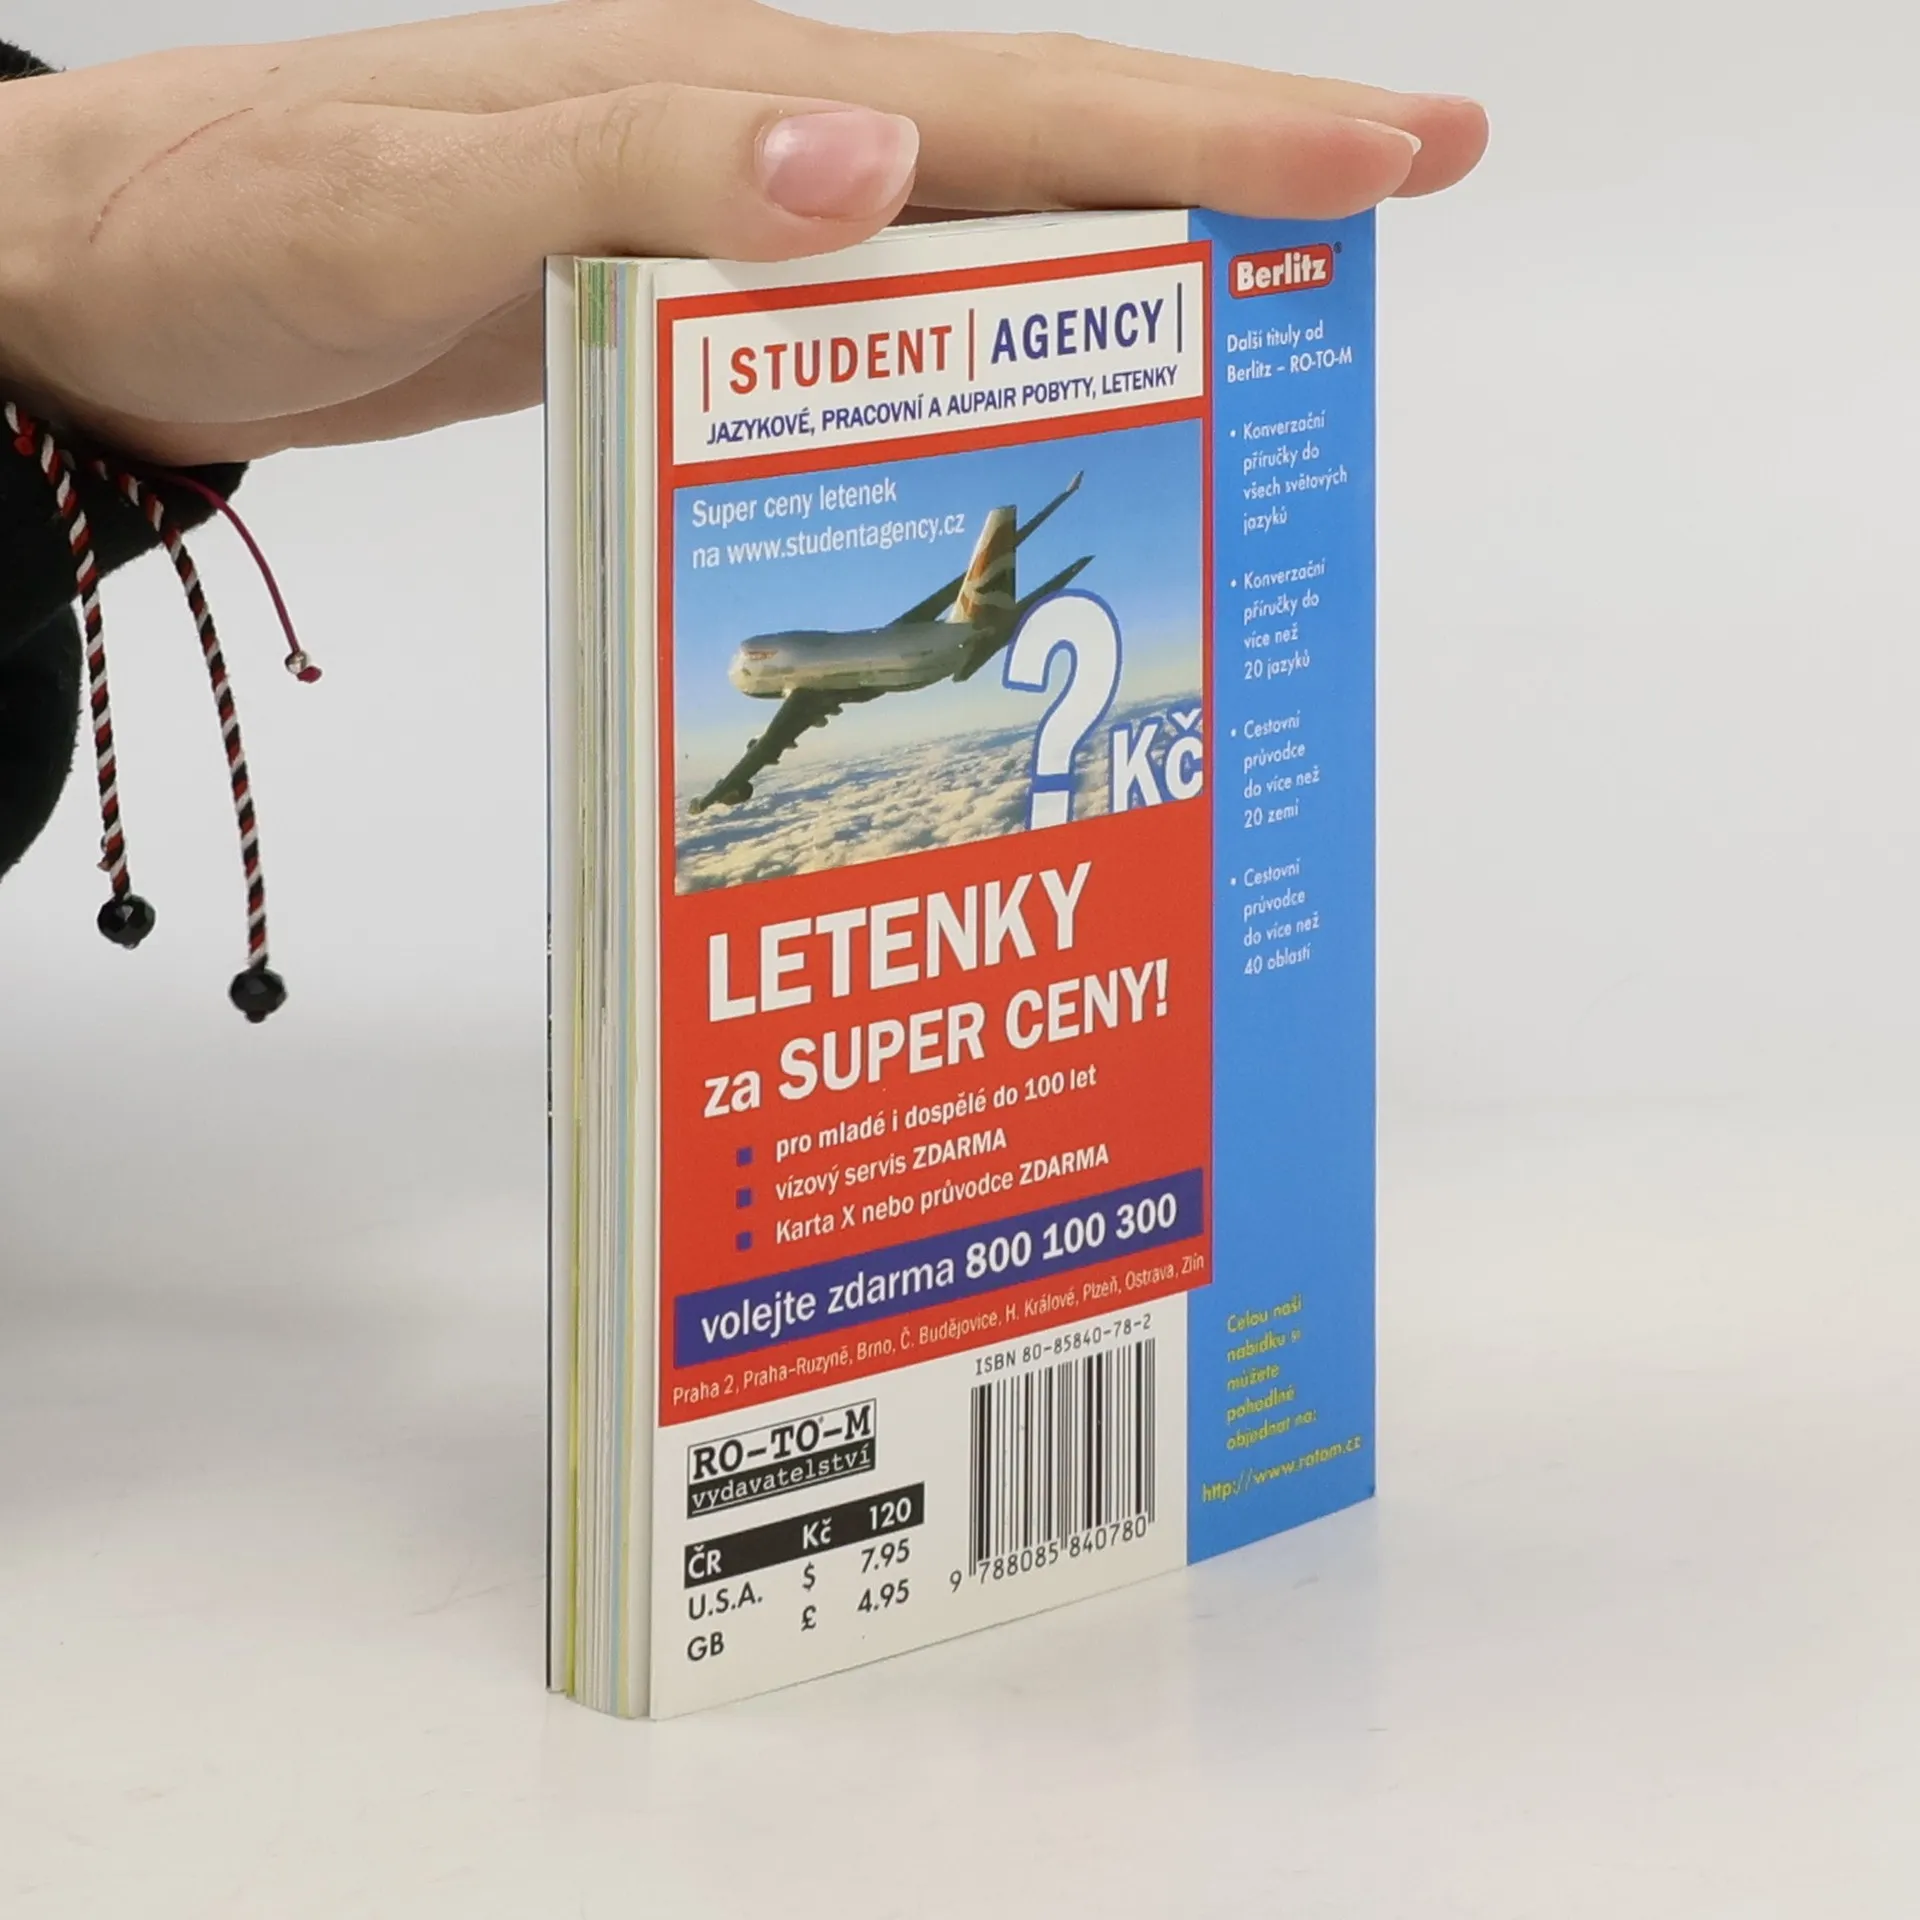 STUDENT AGENCY
JAZYKOVÉ, PRACOVNÍ A AUPAIR POBYTY, LETENKY
Super ceny letenek
na www.studentagency.cz
? Kč
LETENKY
za SUPER CENY!
pro mladé i dospělé do 100 let
vízový servis ZDARMA
Karta X nebo průvodce ZDARMA
volejte zdarma 800 100 300
Praha 2, Praha-Ruzyně, Brno, Č. Budějovice, H. Králové, Plzeň, Ostrava, Zlín
RO-TO-M
vydavatelství
ČR Kč 120
U.S.A. $ 7.95
GB £ 4.95
ISBN 80-85840-78-2
9 788085 840780
Berlitz®
Další tituly od
Berlitz – RO-TO-M
• Konverzační
příručky do
všech světových
jazyků
• Konverzační
příručky do
více než
20 jazyků
• Cestovní
průvodce
do více než
20 zemí
• Cestovní
průvodce
do více než
40 oblastí
Celou naši
nabídku si
můžete
pohodlně
objednat na:
http://www.rotom.cz